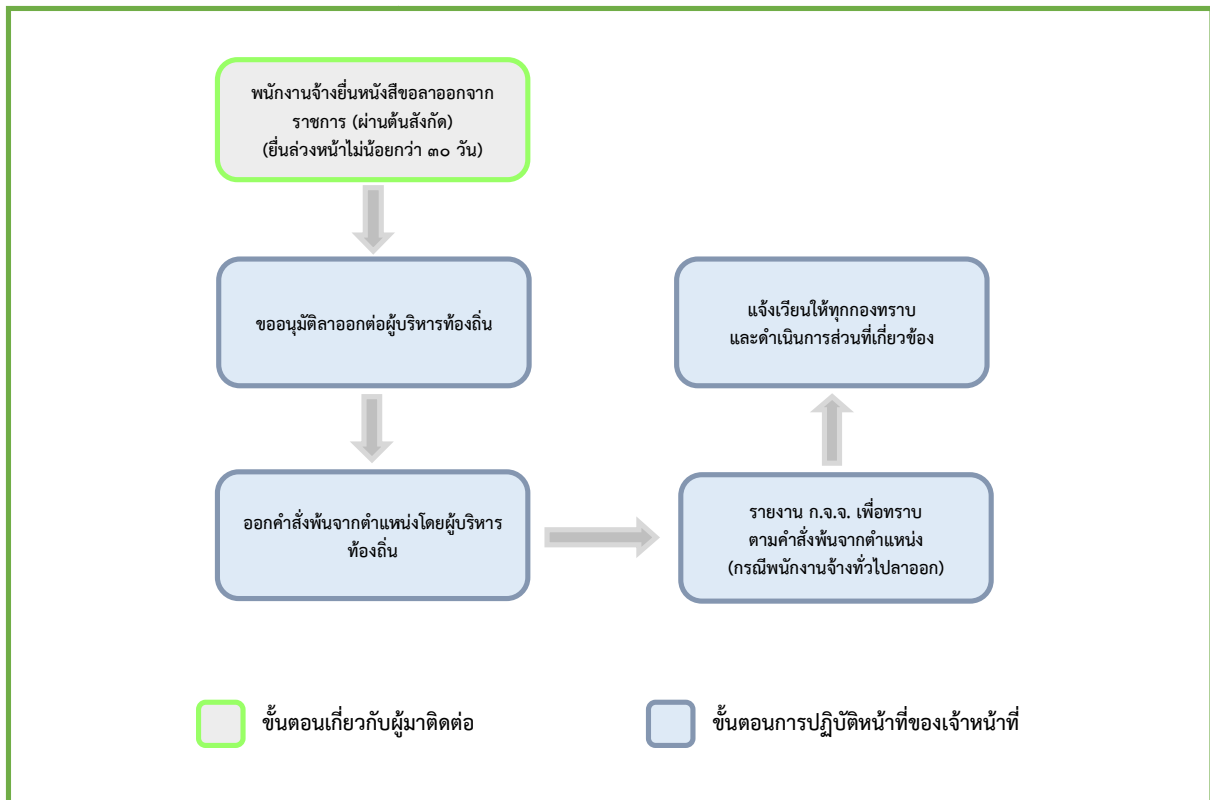 พนักงานจ้างยื่นหนังสือขอลาออกจาก
ราชการ (ผ่านต้นสังกัด)
(ยื่นล่วงหน้าไม่น้อยกว่า ๓๐ วัน)
ขออนุมัติลาออกต่อผู้บริหารท้องถิ่น
ออกคำสั่งพ้นจากตำแหน่งโดยผู้บริหาร
ท้องถิ่น
รายงาน ก.จ.จ. เพื่อทราบ
ตามคำสั่งพ้นจากตำแหน่ง
(กรณีพนักงานจ้างทั่วไปลาออก)
แจ้งเวียนให้ทุกกองทราบ
และดำเนินการส่วนที่เกี่ยวข้อง
ขั้นตอนเกี่ยวกับผู้มาติดต่อ
ขั้นตอนการปฏิบัติหน้าที่ของเจ้าหน้าที่